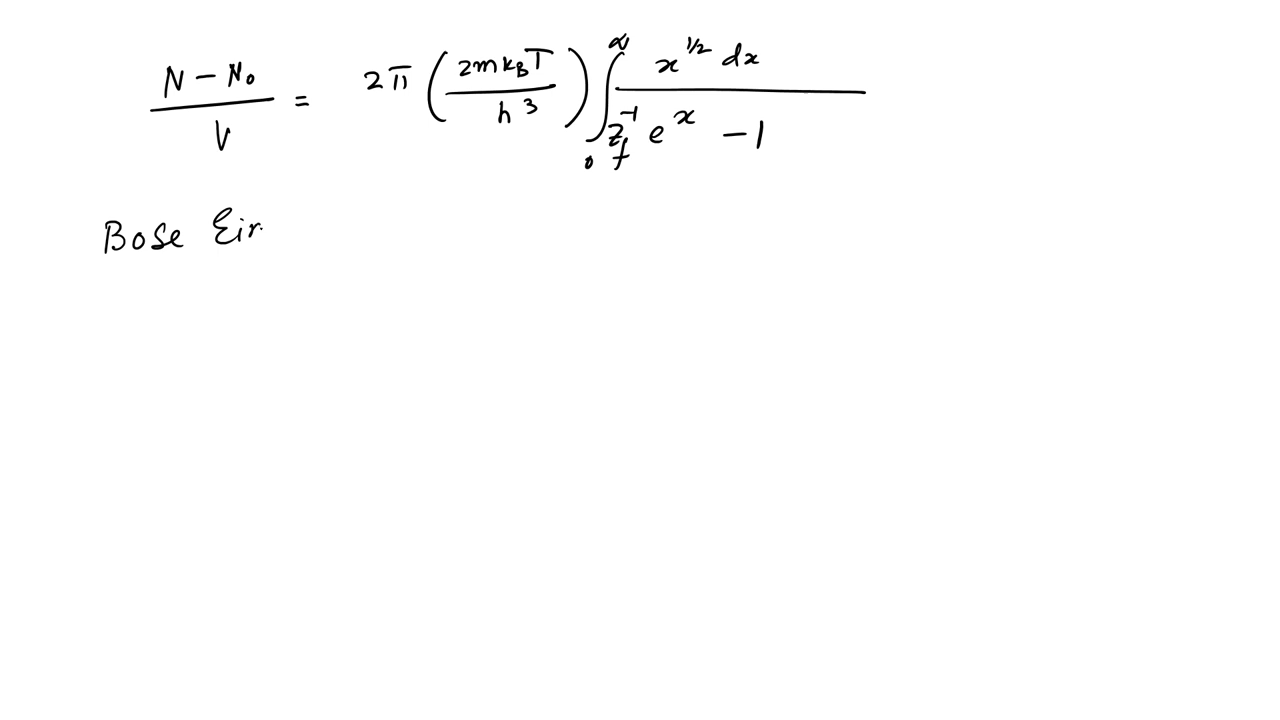 (N - N₀)/V = 2π (2mk_BT/h³) ∫₀^∞ x^{1/2} dx / (z_f^{-1} e^x - 1)
Bose Ein